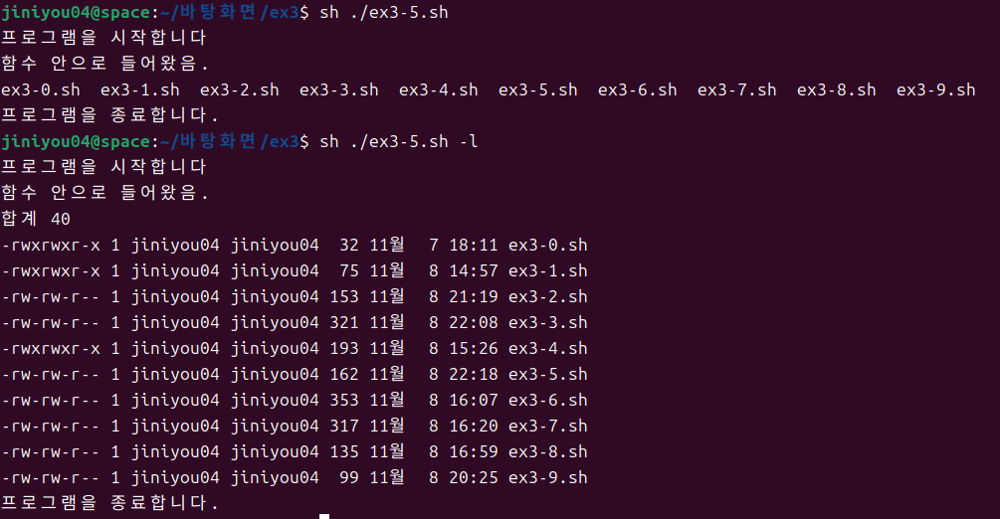 jiniyou04@space:~/바탕화면/ex3$ sh ./ex3-5.sh
프로그램을 시작합니다
함수 안으로 들어왔음.
ex3-0.sh  ex3-1.sh  ex3-2.sh  ex3-3.sh  ex3-4.sh  ex3-5.sh  ex3-6.sh  ex3-7.sh  ex3-8.sh  ex3-9.sh
프로그램을 종료합니다.
jiniyou04@space:~/바탕화면/ex3$ sh ./ex3-5.sh -l
프로그램을 시작합니다
함수 안으로 들어왔음.
합계 40
-rwxrwxr-x 1 jiniyou04 jiniyou04  32 11월  7 18:11 ex3-0.sh
-rwxrwxr-x 1 jiniyou04 jiniyou04  75 11월  8 14:57 ex3-1.sh
-rw-rw-r-- 1 jiniyou04 jiniyou04 153 11월  8 21:19 ex3-2.sh
-rw-rw-r-- 1 jiniyou04 jiniyou04 321 11월  8 22:08 ex3-3.sh
-rwxrwxr-x 1 jiniyou04 jiniyou04 193 11월  8 15:26 ex3-4.sh
-rw-rw-r-- 1 jiniyou04 jiniyou04 162 11월  8 22:18 ex3-5.sh
-rw-rw-r-- 1 jiniyou04 jiniyou04 353 11월  8 16:07 ex3-6.sh
-rw-rw-r-- 1 jiniyou04 jiniyou04 317 11월  8 16:20 ex3-7.sh
-rw-rw-r-- 1 jiniyou04 jiniyou04 135 11월  8 16:59 ex3-8.sh
-rw-rw-r-- 1 jiniyou04 jiniyou04  99 11월  8 20:25 ex3-9.sh
프로그램을 종료합니다.